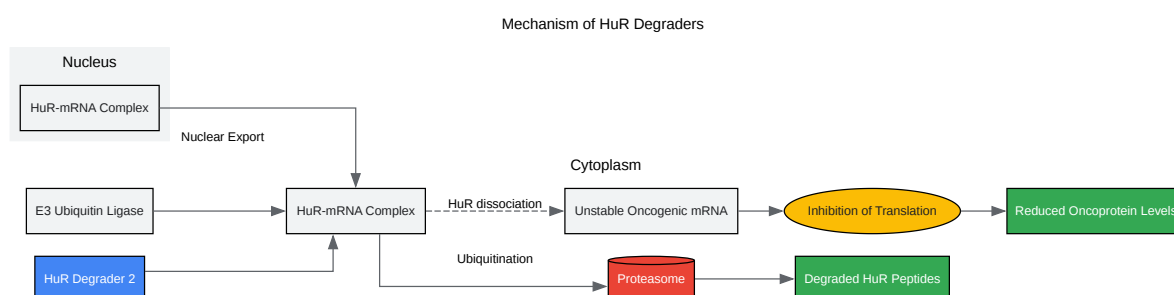 Mechanism of HuR Degraders
Nucleus
HuR-mRNA Complex
Nuclear Export
Cytoplasm
E3 Ubiquitin Ligase
HuR-mRNA Complex
HuR dissociation
Unstable Oncogenic mRNA
Inhibition of Translation
Reduced Oncoprotein Levels
HuR Degrader 2
Ubiquitination
Proteasome
Degraded HuR Peptides